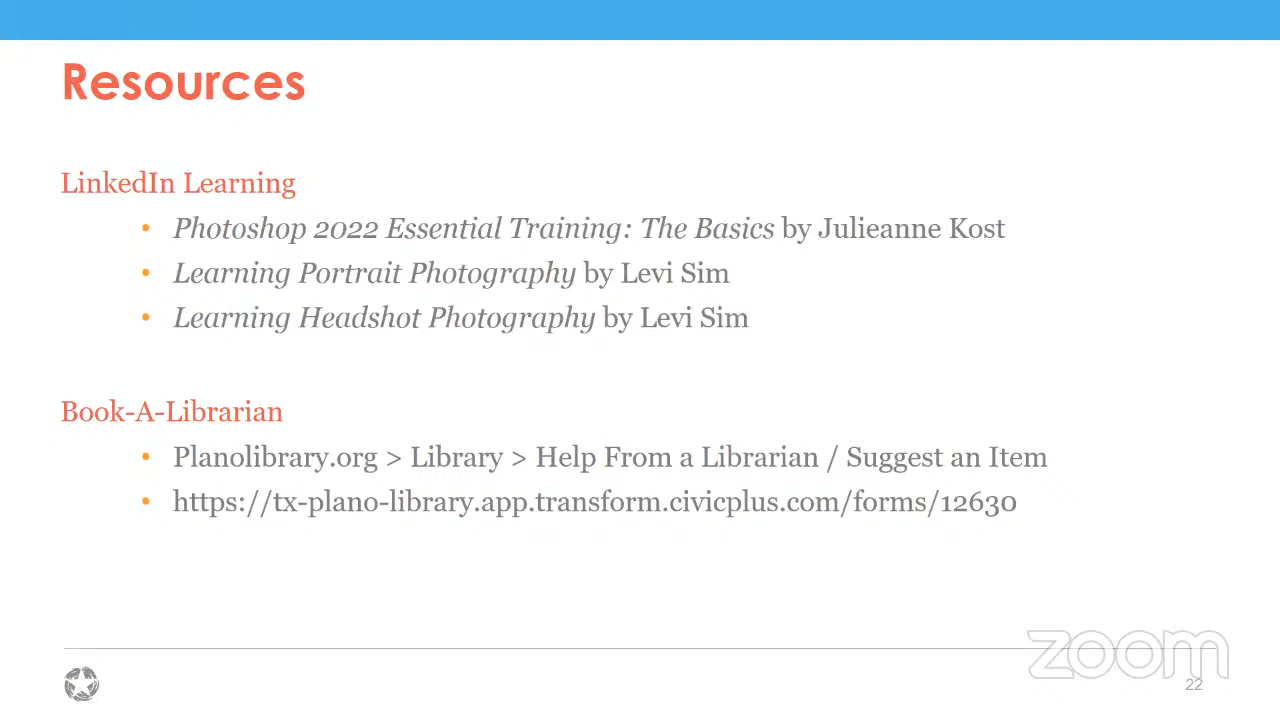 Resources
LinkedIn Learning
• Photoshop 2022 Essential Training: The Basics by Julieanne Kost
• Learning Portrait Photography by Levi Sim
• Learning Headshot Photography by Levi Sim
Book-A-Librarian
• Planolibrary.org > Library > Help From a Librarian / Suggest an Item
• https://tx-plano-library.app.transform.civicplus.com/forms/12630
zoom
22